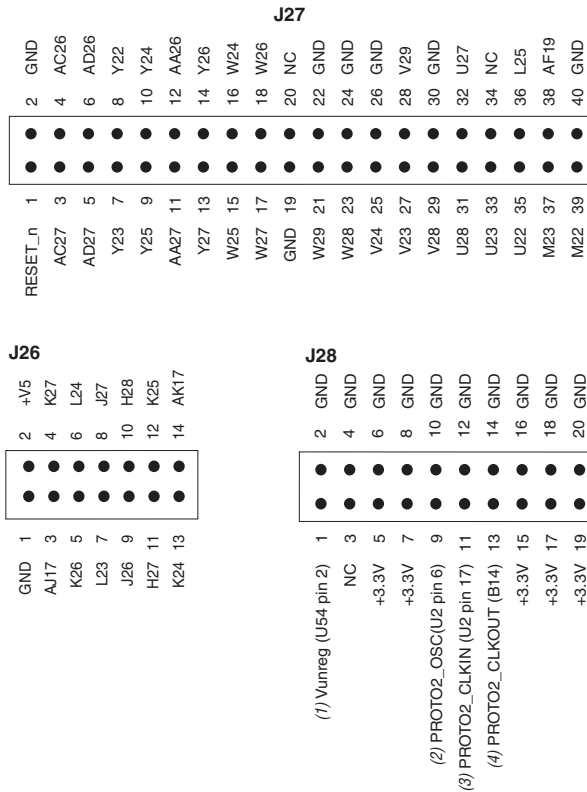 J27
2 GND
4 AC26
6 AD26
8 Y22
10 Y24
12 AA26
14 Y26
16 W24
18 W26
20 NC
22 GND
24 GND
26 GND
28 V29
30 GND
32 U27
34 NC
36 L25
38 AF19
40 GND
RESET_n 1
AC27 3
AD27 5
Y23 7
Y25 9
AA27 11
Y27 13
W25 15
W27 17
GND 19
W29 21
W28 23
V24 25
V23 27
V28 29
U28 31
U23 33
U22 35
M23 37
M22 39
J26
2 +V5
4 K27
6 L24
8 J27
10 H28
12 K25
14 AK17
GND 1
AJ17 3
K26 5
L23 7
J26 9
H27 11
K24 13
J28
2 GND
4 GND
6 GND
8 GND
10 GND
12 GND
14 GND
16 GND
18 GND
20 GND
(1) Vunreg (U54 pin 2) 1
NC 3
+3.3V 5
+3.3V 7
(2) PROTO2_OSC(U2 pin 6) 9
(3) PROTO2_CLKIN (U2 pin 17) 11
(4) PROTO2_CLKOUT (B14) 13
+3.3V 15
+3.3V 17
+3.3V 19